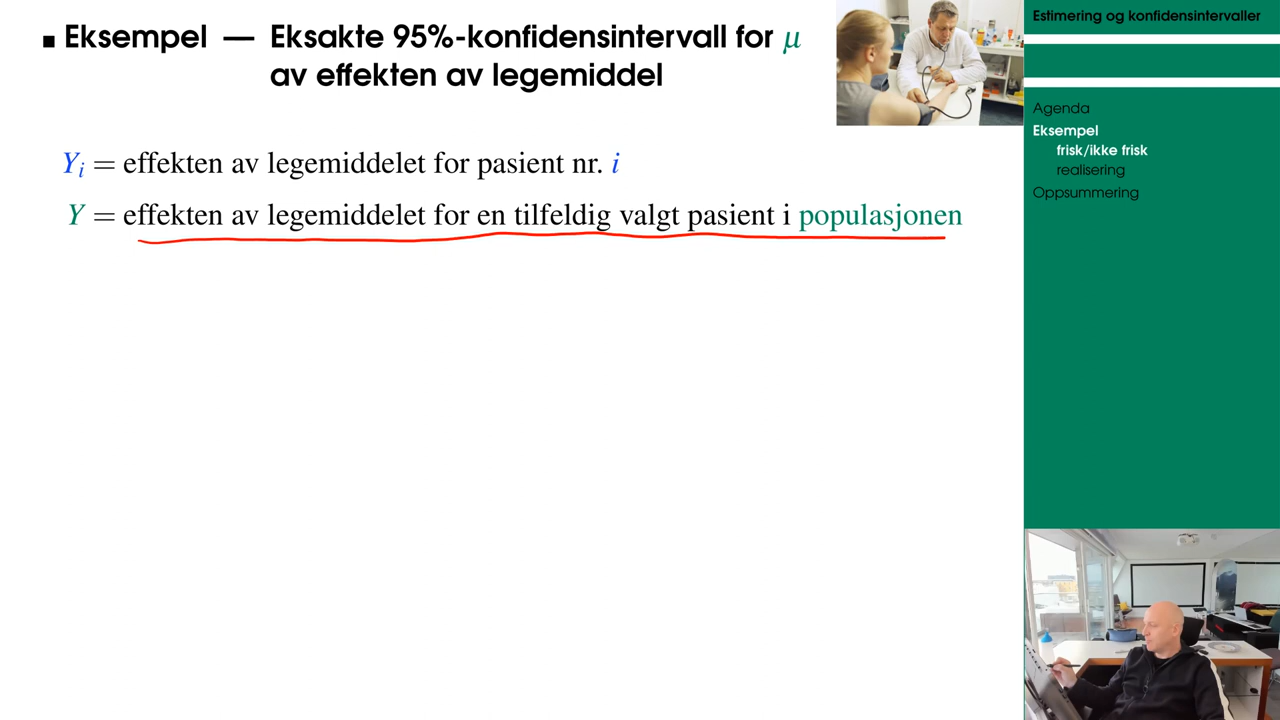 Eksempel — Eksakte 95%-konfidensintervall for μ
av effekten av legemiddel
Yᵢ = effekten av legemiddelet for pasient nr. i
Y = effekten av legemiddelet for en tilfeldig valgt pasient i populasjonen
Estimering og konfidensintervaller
Agenda
Eksempel
frisk/ikke frisk
realisering
Oppsummering